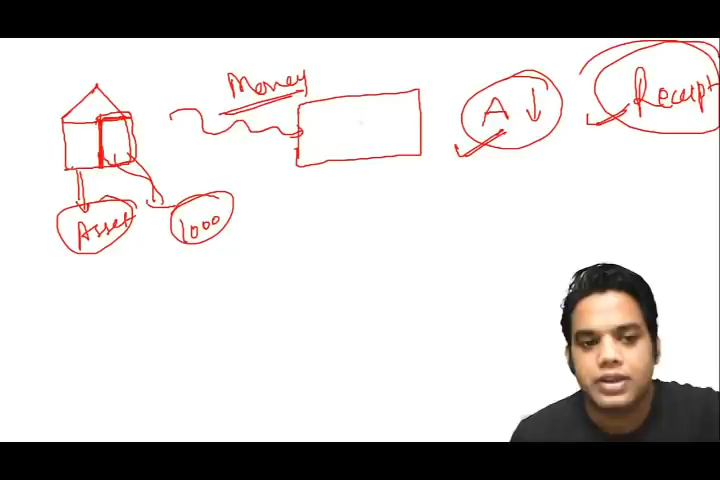 Money
A ↓
Receipt
Asset
1000